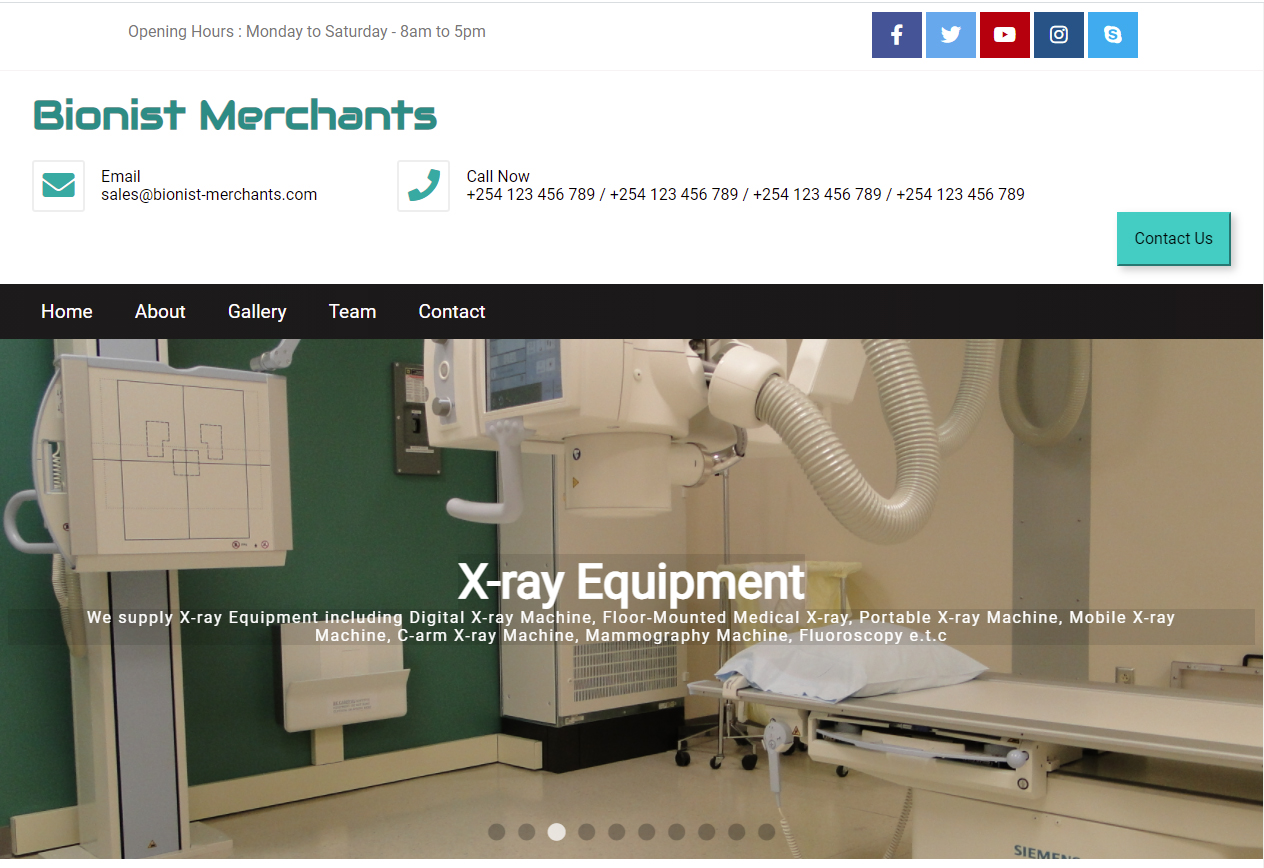 Opening Hours : Monday to Saturday - 8am to 5pm
Bionist Merchants
Email
sales@bionist-merchants.com
Call Now
+254 123 456 789 / +254 123 456 789 / +254 123 456 789 / +254 123 456 789
Contact Us
Home About Gallery Team Contact
X-ray Equipment
We supply X-ray Equipment including Digital X-ray Machine, Floor-Mounted Medical X-ray, Portable X-ray Machine, Mobile X-ray
Machine, C-arm X-ray Machine, Mammography Machine, Fluoroscopy e.t.c
SIEMENS